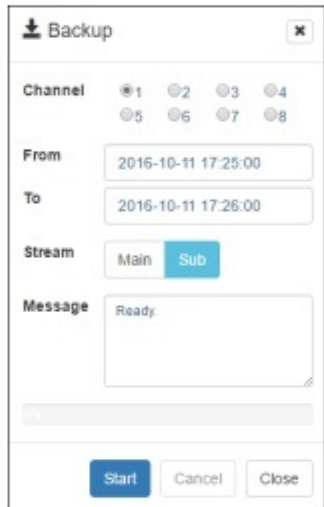 Backup
Channel 1 2 3 4
5 6 7 8
From 2016-10-11 17:25:00
To 2016-10-11 17:26:00
Stream Main Sub
Message Ready.
0%
Start Cancel Close